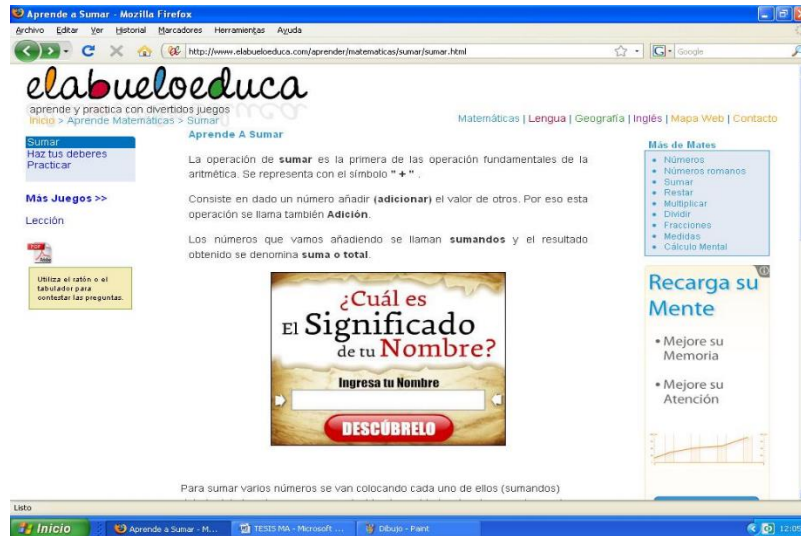 Aprende a Sumar - Mozilla Firefox
Archivo Editar Ver Historial Marcadores Herramientas Ayuda
http://www.elabueloeduca.com/aprender/matematicas/sumar/sumar.html
Google
elabueloeduca
aprende y practica con divertidos juegos
Inicio > Aprende Matemáticas > Sumar
Matemáticas | Lengua | Geografía | Inglés | Mapa Web | Contacto
Sumar
Haz tus deberes
Practicar
Más Juegos >>
Lección
PDF
Utiliza el ratón o el
tabulador para
contestar las preguntas.
Aprende A Sumar
La operación de sumar es la primera de las operación fundamentales de la
aritmética. Se representa con el símbolo " + " .
Consiste en dado un número añadir (adicionar) el valor de otros. Por eso esta
operación se llama también Adición.
Los números que vamos añadiendo se llaman sumandos y el resultado
obtenido se denomina suma o total.
¿Cuál es
El Significado
de tu Nombre?
Ingresa tu Nombre
DESCÚBRELO
Para sumar varios números se van colocando cada uno de ellos (sumandos)
Más de Mates
• Números
• Números romanos
• Sumar
• Restar
• Multiplicar
• Dividir
• Fracciones
• Medidas
• Cálculo Mental
Recarga su
Mente
• Mejore su
Memoria
• Mejore su
Atención
Listo
Inicio
Aprende a Sumar - M...
TESIS MA - Microsoft ...
Dibujo - Paint
12:05